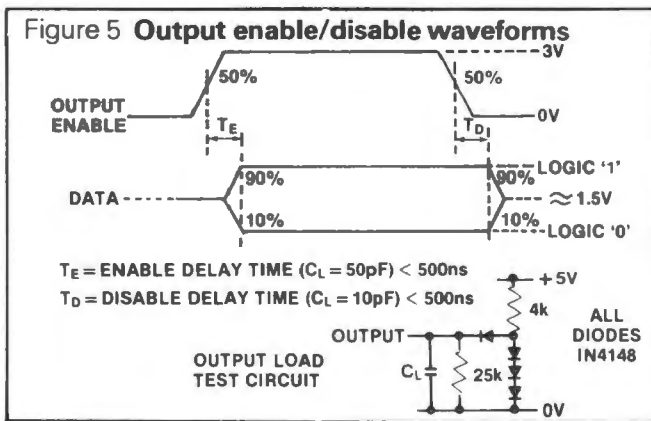 Figure 5 Output enable/disable waveforms
3V
50%
50%
OUTPUT
ENABLE
0V
TE
TD
LOGIC '1'
90%
90%
DATA
≈ 1.5V
10%
10%
LOGIC '0'
TE = ENABLE DELAY TIME (CL = 50pF) < 500ns
TD = DISABLE DELAY TIME (CL = 10pF) < 500ns
+ 5V
4k
ALL
DIODES
IN4148
OUTPUT
OUTPUT LOAD
TEST CIRCUIT
CL
25k
0V